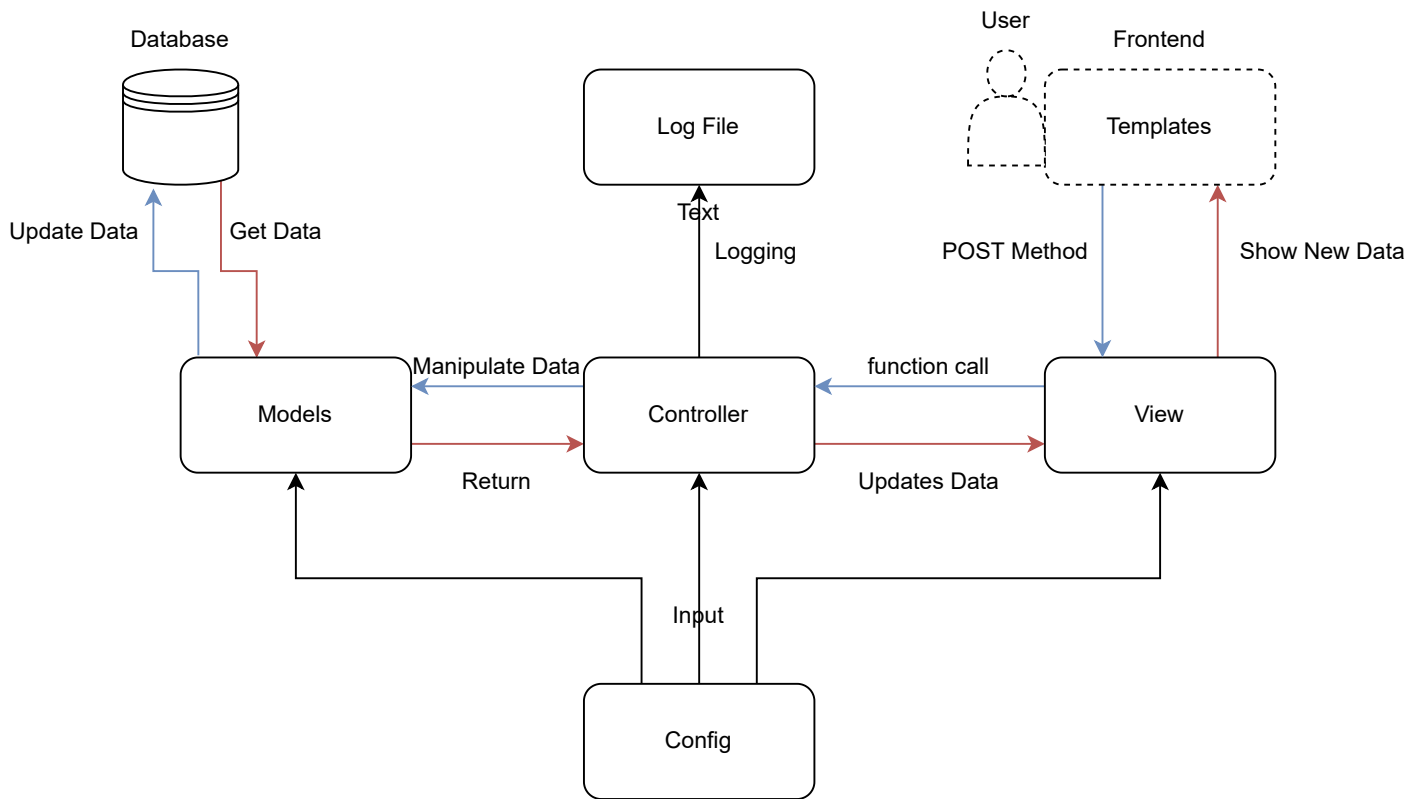 User
Database
Frontend
Log File
Templates
Text
Update Data
Get Data
Logging
POST Method
Show New Data
Manipulate Data
function call
Models
Controller
View
Return
Updates Data
Input
Config